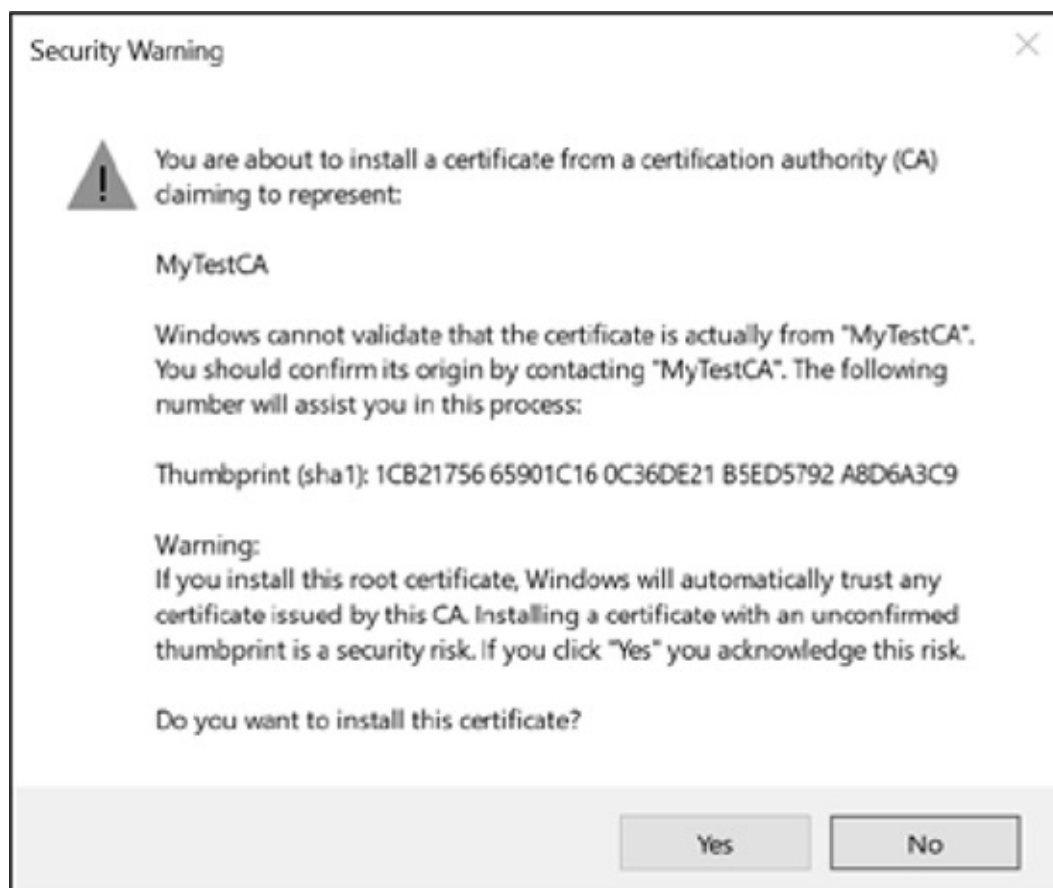 Security Warning
You are about to install a certificate from a certification authority (CA)
claiming to represent:
MyTestCA
Windows cannot validate that the certificate is actually from "MyTestCA".
You should confirm its origin by contacting "MyTestCA". The following
number will assist you in this process:
Thumbprint (sha1): 1CB21756 65901C16 0C36DE21 B5ED5792 A8D6A3C9
Warning:
If you install this root certificate, Windows will automatically trust any
certificate issued by this CA. Installing a certificate with an unconfirmed
thumbprint is a security risk. If you click "Yes" you acknowledge this risk.
Do you want to install this certificate?
Yes No